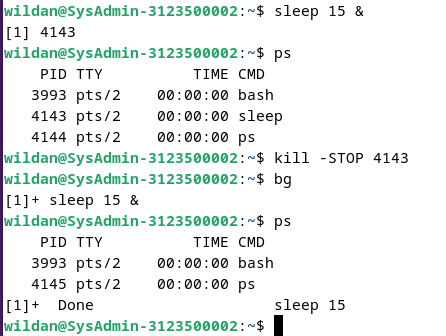 wildan@SysAdmin-3123500002:~$ sleep 15 &
[1] 4143
wildan@SysAdmin-3123500002:~$ ps
    PID TTY          TIME CMD
   3993 pts/2    00:00:00 bash
   4143 pts/2    00:00:00 sleep
   4144 pts/2    00:00:00 ps
wildan@SysAdmin-3123500002:~$ kill -STOP 4143
wildan@SysAdmin-3123500002:~$ bg
[1]+ sleep 15 &
wildan@SysAdmin-3123500002:~$ ps
    PID TTY          TIME CMD
   3993 pts/2    00:00:00 bash
   4145 pts/2    00:00:00 ps
[1]+  Done                    sleep 15
wildan@SysAdmin-3123500002:~$